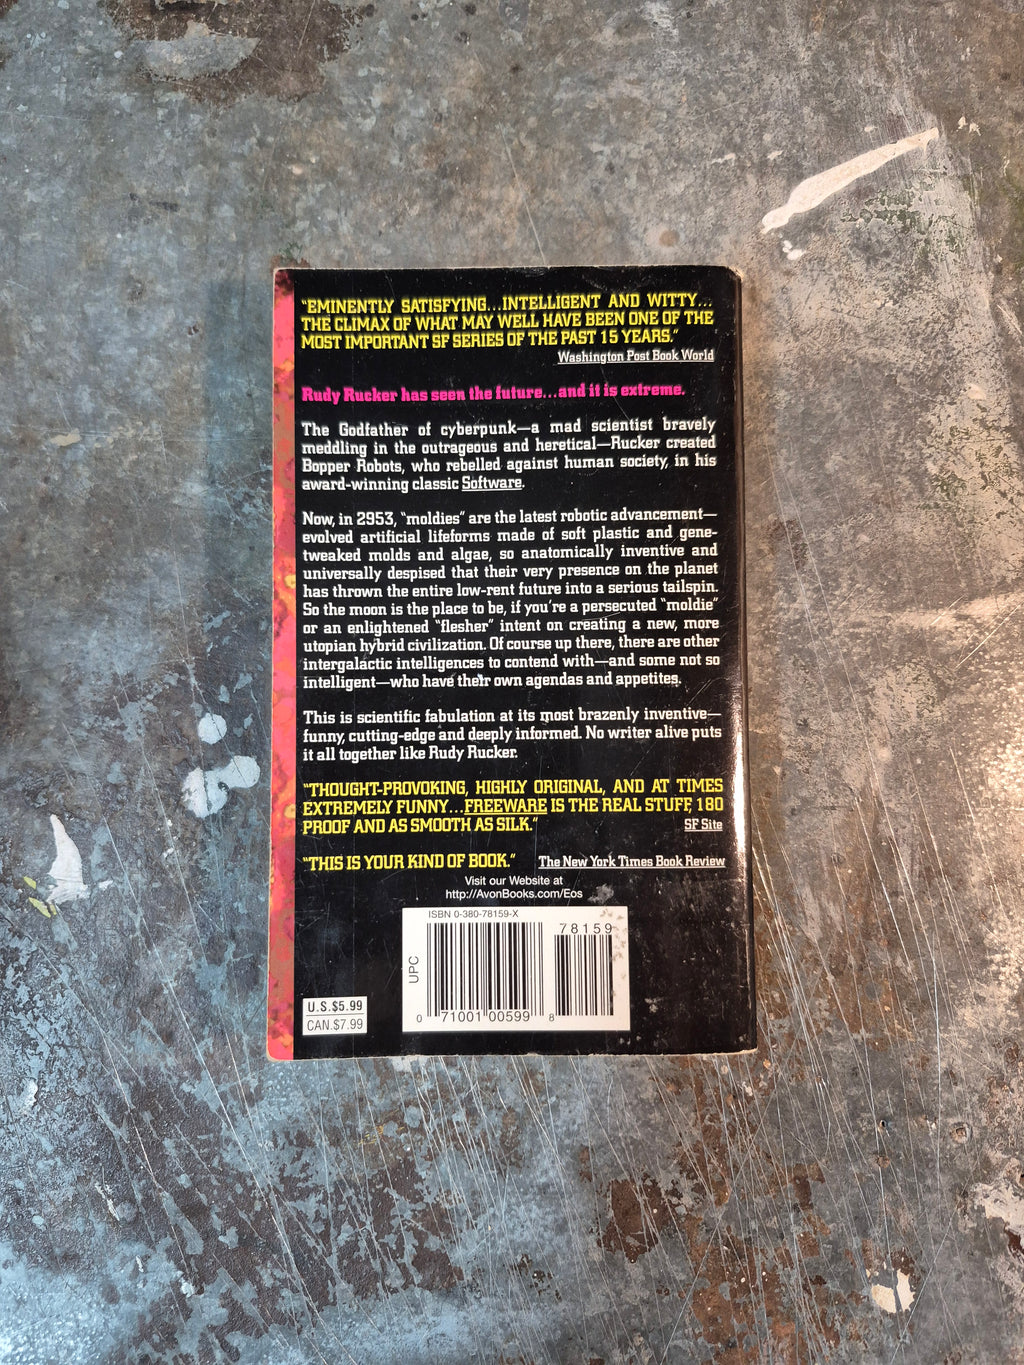 "EMINENTLY SATISFYING...INTELLIGENT AND WITTY...
THE CLIMAX OF WHAT MAY WELL HAVE BEEN ONE OF THE
MOST IMPORTANT SF SERIES OF THE PAST 15 YEARS."
Washington Post Book World
Rudy Rucker has seen the future...and it is extreme.
The Godfather of cyberpunk—a mad scientist bravely
meddling in the outrageous and heretical—Rucker created
Bopper Robots, who rebelled against human society, in his
award-winning classic Software.
Now, in 2953, "moldies" are the latest robotic advancement—
evolved artificial lifeforms made of soft plastic and gene-
tweaked molds and algae, so anatomically inventive and
universally despised that their very presence on the planet
has thrown the entire low-rent future into a serious tailspin.
So the moon is the place to be, if you're a persecuted "moldie"
or an enlightened "flesher" intent on creating a new, more
utopian hybrid civilization. Of course up there, there are other
intergalactic intelligences to contend with—and some not so
intelligent—who have their own agendas and appetites.
This is scientific fabulation at its most brazenly inventive—
funny, cutting-edge and deeply informed. No writer alive puts
it all together like Rudy Rucker.
"THOUGHT-PROVOKING, HIGHLY ORIGINAL, AND AT TIMES
EXTREMELY FUNNY...FREEWARE IS THE REAL STUFF, 180
PROOF AND AS SMOOTH AS SILK."
SF Site
"THIS IS YOUR KIND OF BOOK." The New York Times Book Review
Visit our Website at
http://AvonBooks.com/Eos
ISBN 0-380-78159-X
78159
UPC
0 71001 00599 8
U.S.$5.99
CAN.$7.99